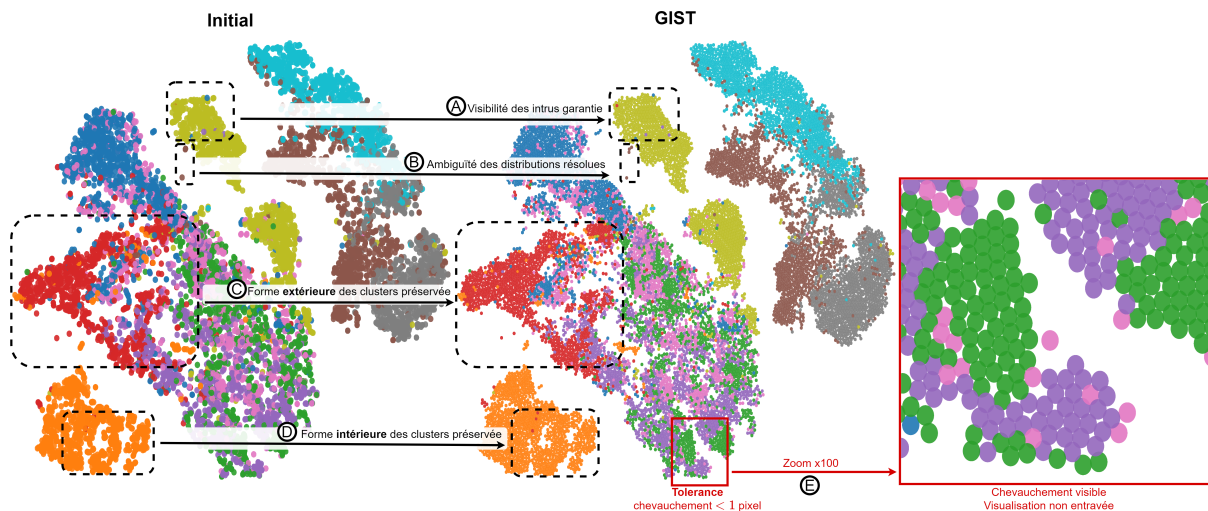 Initial
GIST
A Visibilité des intrus garantie
B Ambiguïté des distributions résolues
C Forme extérieure des clusters préservée
D Forme intérieure des clusters préservée
Zoom x100
E
Tolerance
chevauchement < 1 pixel
Chevauchement visible
Visualisation non entravée